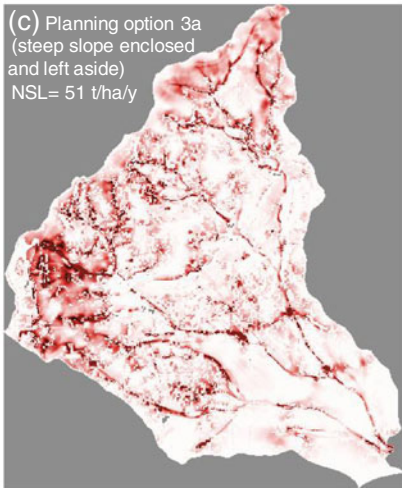 (c) Planning option 3a
(steep slope enclosed
and left aside)
NSL= 51 t/ha/y